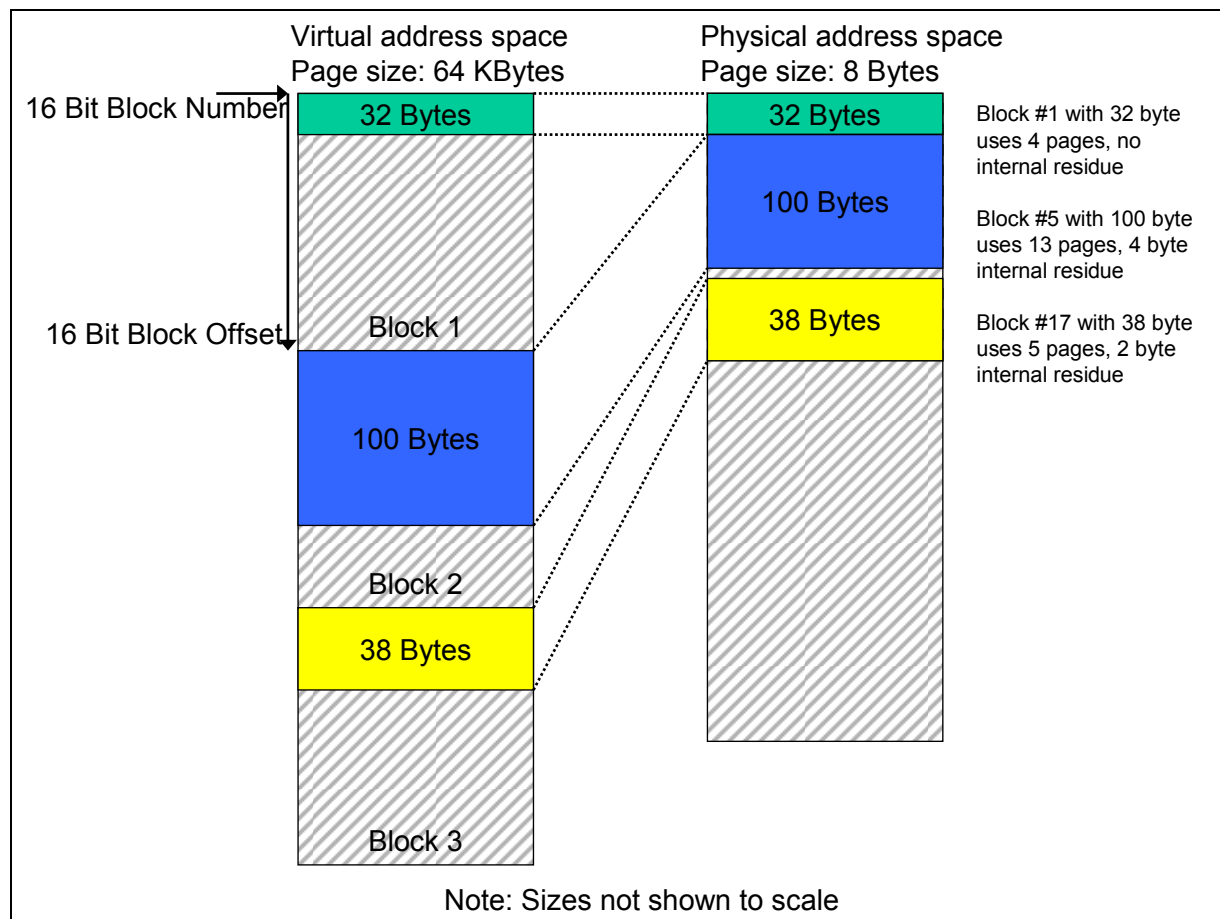 Virtual address space
Page size: 64 KBytes
Physical address space
Page size: 8 Bytes
16 Bit Block Number
32 Bytes
32 Bytes
Block #1 with 32 byte
uses 4 pages, no
internal residue
100 Bytes
Block #5 with 100 byte
uses 13 pages, 4 byte
internal residue
Block 1
16 Bit Block Offset
38 Bytes
Block #17 with 38 byte
uses 5 pages, 2 byte
internal residue
100 Bytes
Block 2
38 Bytes
Block 3
Note: Sizes not shown to scale